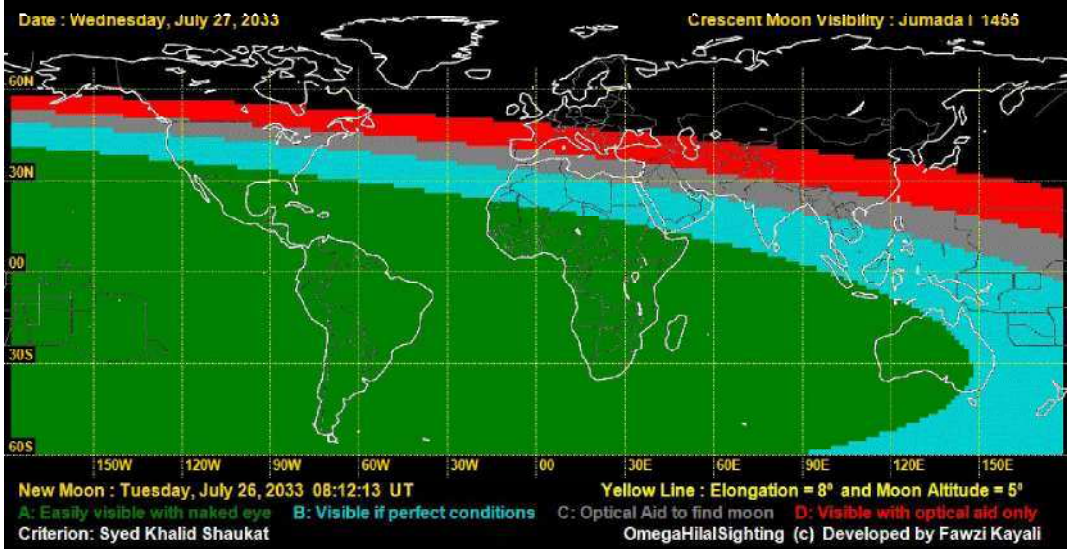 Date : Wednesday, July 27, 2033
Crescent Moon Visibility : Jumada I 1455
60N
30N
00
30S
60S
150W 120W 90W 60W 30W 00 30E 60E 90E 120E 150E
New Moon : Tuesday, July 26, 2033 08:12:13 UT
Yellow Line : Elongation = 8º and Moon Altitude = 5º
A: Easily visible with naked eye B: Visible if perfect conditions C: Optical Aid to find moon D: Visible with optical aid only
Criterion: Syed Khalid Shaukat
OmegaHilalSighting (c) Developed by Fawzi Kayali